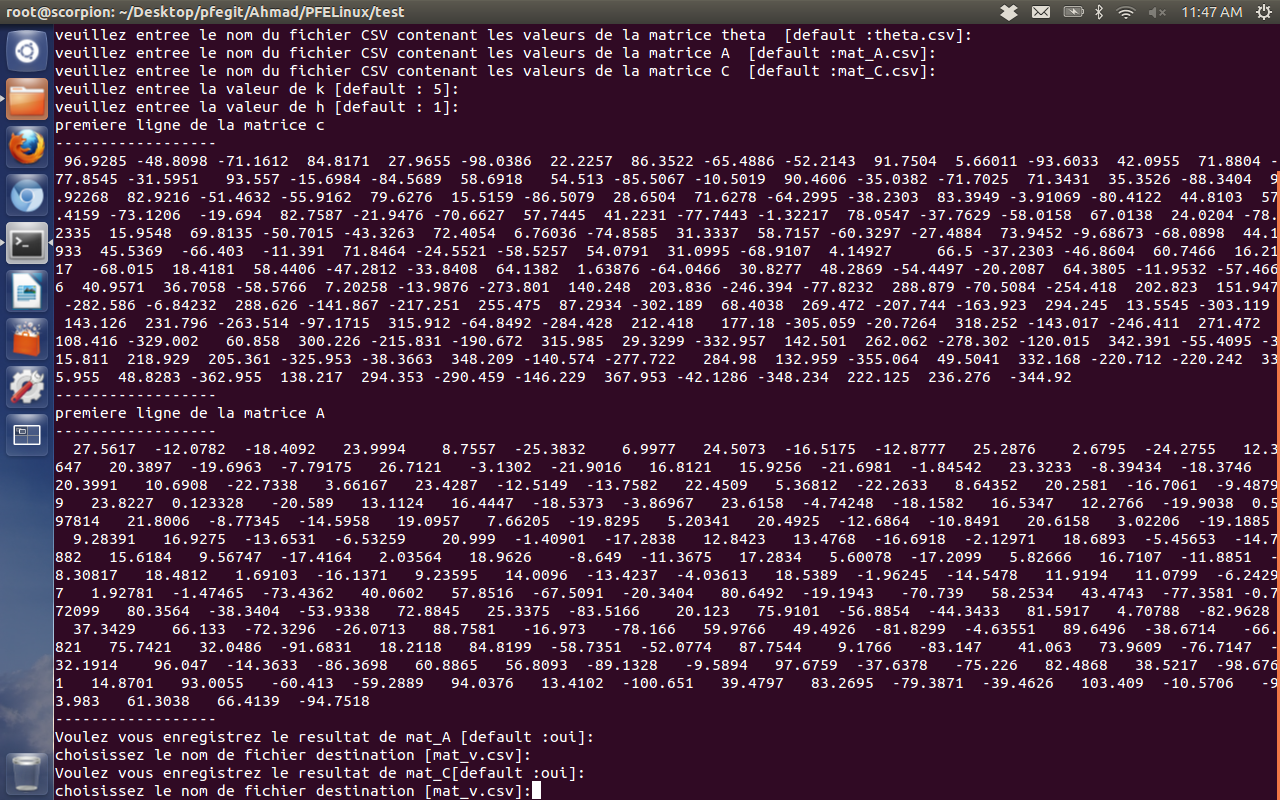 root@scorpion: ~/Desktop/pfegit/Ahmad/PFELinux/test 11:47 AM
veuillez entree le nom du fichier CSV contenant les valeurs de la matrice theta  [default :theta.csv]:
veuillez entree le nom du fichier CSV contenant les valeurs de la matrice A  [default :mat_A.csv]:
veuillez entree le nom du fichier CSV contenant les valeurs de la matrice C  [default :mat_C.csv]:
veuillez entree la valeur de k [default : 5]:
veuillez entree la valeur de h [default : 1]:
premiere ligne de la matrice c
------------------
96.9285 -48.8098 -71.1612  84.8171  27.9655 -98.0386  22.2257  86.3522 -65.4886 -52.2143  91.7504  5.66011 -93.6033  42.0955  71.8804 -
77.8545 -31.5951   93.557 -15.6984 -84.5689  58.6918   54.513 -85.5067 -10.5019  90.4606 -35.0382 -71.7025  71.3431  35.3526 -88.3404  9
.92268  82.9216 -51.4632 -55.9162  79.6276  15.5159 -86.5079  28.6504  71.6278 -64.2995 -38.2303  83.3949 -3.91069 -80.4122  44.8103  57
.4159 -73.1206  -19.694  82.7587 -21.9476 -70.6627  57.7445  41.2231 -77.7443 -1.32217  78.0547 -37.7629 -58.0158  67.0138  24.0204 -78.
2335  15.9548  69.8135 -50.7015 -43.3263  72.4054  6.76036 -74.8585  31.3337  58.7157 -60.3297 -27.4884  73.9452 -9.68673 -68.0898  44.1
933  45.5369  -66.403  -11.391  71.8464 -24.5521 -58.5257  54.0791  31.0995 -68.9107  4.14927     66.5 -37.2303 -46.8604  60.7466  16.21
17  -68.015  18.4181  58.4406 -47.2812 -33.8408  64.1382  1.63876 -64.0466  30.8277  48.2869 -54.4497 -20.2087  64.3805 -11.9532 -57.466
6  40.9571  36.7058 -58.5766  7.20258 -13.9876 -273.801  140.248  203.836 -246.394 -77.8232  288.879 -70.5084 -254.418  202.823  151.947
-282.586 -6.84232  288.626 -141.867 -217.251  255.475  87.2934 -302.189  68.4038  269.472 -207.744 -163.923  294.245  13.5545 -303.119
143.126  231.796 -263.514 -97.1715  315.912 -64.8492 -284.428  212.418   177.18 -305.059 -20.7264  318.252 -143.017 -246.411  271.472
108.416 -329.002   60.858  300.226 -215.831 -190.672  315.985  29.3299 -332.957  142.501  262.062 -278.302 -120.015  342.391 -55.4095 -3
15.811  218.929  205.361 -325.953 -38.3663  348.209 -140.574 -277.722   284.98  132.959 -355.064  49.5041  332.168 -220.712 -220.242  33
5.955  48.8283 -362.955  138.217  294.353 -290.459 -146.229  367.953 -42.1286 -348.234  222.125  236.276  -344.92
------------------
premiere ligne de la matrice A
------------------
27.5617  -12.0782  -18.4092   23.9994   8.7557  -25.3832   6.9977   24.5073  -16.5175  -12.8777   25.2876   2.6795  -24.2755   12.3
647   20.3897  -19.6963  -7.79175   26.7121   -3.1302  -21.9016   16.8121   15.9256  -21.6981  -1.84542   23.3233  -8.39434  -18.3746
20.3991   10.6908  -22.7338   3.66167   23.4287  -12.5149  -13.7582   22.4509   5.36812  -22.2633   8.64352   20.2581  -16.7061  -9.4879
9   23.8227  0.123328   -20.589   13.1124   16.4447  -18.5373  -3.86967   23.6158  -4.74248  -18.1582   16.5347   12.2766  -19.9038  0.5
97814   21.8006  -8.77345  -14.5958   19.0957   7.66205  -19.8295   5.20341   20.4925  -12.6864  -10.8491   20.6158   3.02206  -19.1885
9.28391   16.9275  -13.6531  -6.53259   20.999  -1.40901  -17.2838   12.8423   13.4768  -16.6918  -2.12971   18.6893  -5.45653  -14.7
882   15.6184   9.56747  -17.4164   2.03564   18.9626   -8.649  -11.3675   17.2834   5.60078  -17.2099   5.82666   16.7107  -11.8851  -
8.30817   18.4812   1.69103  -16.1371   9.23595   14.0096  -13.4237  -4.03613   18.5389  -1.96245  -14.5478   11.9194   11.0799  -6.2429
7   1.92781  -1.47465  -73.4362   40.0602   57.8516  -67.5091  -20.3404   80.6492  -19.1943   -70.739   58.2534   43.4743  -77.3581 -0.7
72099   80.3564  -38.3404  -53.9338   72.8845   25.3375  -83.5166   20.123   75.9101  -56.8854  -44.3433   81.5917   4.70788  -82.9628
37.3429    66.133  -72.3296  -26.0713   88.7581   -16.973   -78.166   59.9766   49.4926  -81.8299  -4.63551   89.6496  -38.6714   -66.
821   75.7421   32.0486  -91.6831   18.2118   84.8199  -58.7351  -52.0774   87.7544    9.1766   -83.147    41.063   73.9609  -76.7147  -
32.1914    96.047  -14.3633  -86.3698   60.8865   56.8093  -89.1328   -9.5894   97.6759  -37.6378   -75.226   82.4868   38.5217  -98.676
1   14.8701   93.0055   -60.413  -59.2889   94.0376   13.4102  -100.651   39.4797   83.2695  -79.3871  -39.4626   103.409  -10.5706   -9
3.983   61.3038   66.4139  -94.7518
------------------
Voulez vous enregistrez le resultat de mat_A [default :oui]:
choisissez le nom de fichier destination [mat_v.csv]:
Voulez vous enregistrez le resultat de mat_C[default :oui]:
choisissez le nom de fichier destination [mat_v.csv]: